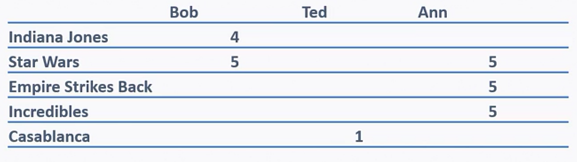 Bob Ted Ann
Indiana Jones 4
Star Wars 5 5
Empire Strikes Back 5
Incredibles 5
Casablanca 1